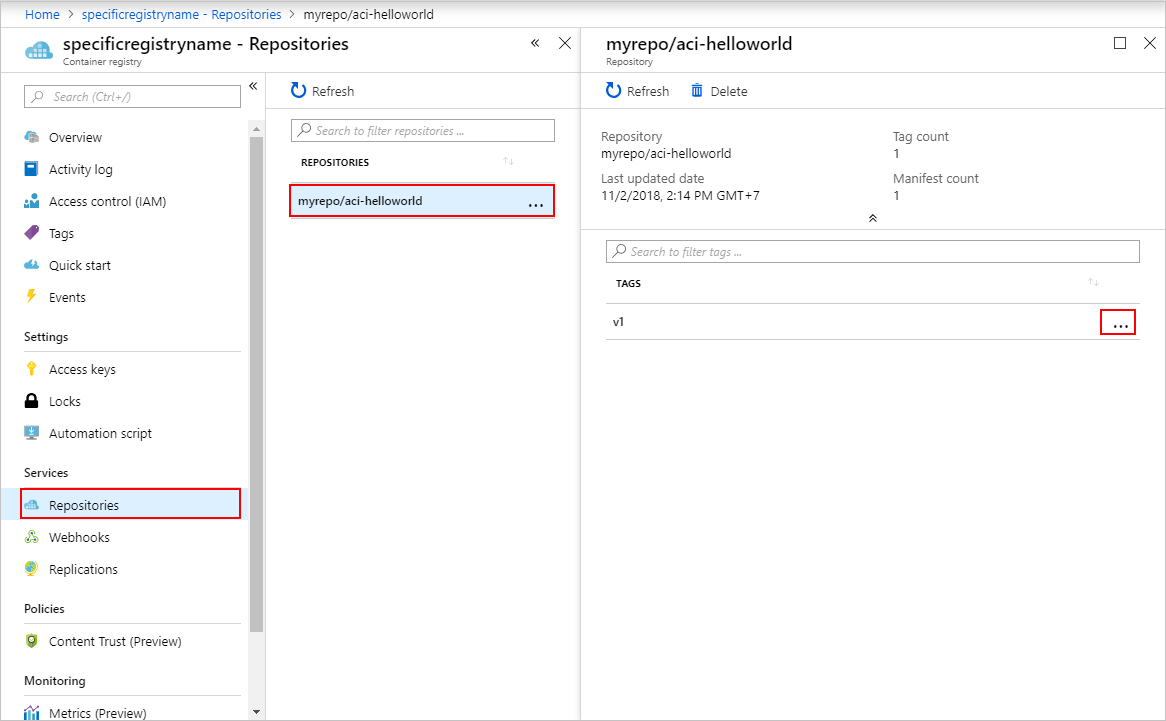 Home > specificregistryname - Repositories > myrepo/aci-helloworld
specificregistryname - Repositories
Container registry
Search (Ctrl+/)
Overview
Activity log
Access control (IAM)
Tags
Quick start
Events
Settings
Access keys
Locks
Automation script
Services
Repositories
Webhooks
Replications
Policies
Content Trust (Preview)
Monitoring
Metrics (Preview)
Refresh
Search to filter repositories ...
REPOSITORIES
myrepo/aci-helloworld ...
myrepo/aci-helloworld
Repository
Refresh Delete
Repository
myrepo/aci-helloworld
Tag count
1
Last updated date
11/2/2018, 2:14 PM GMT+7
Manifest count
1
Search to filter tags ...
TAGS
v1 ...